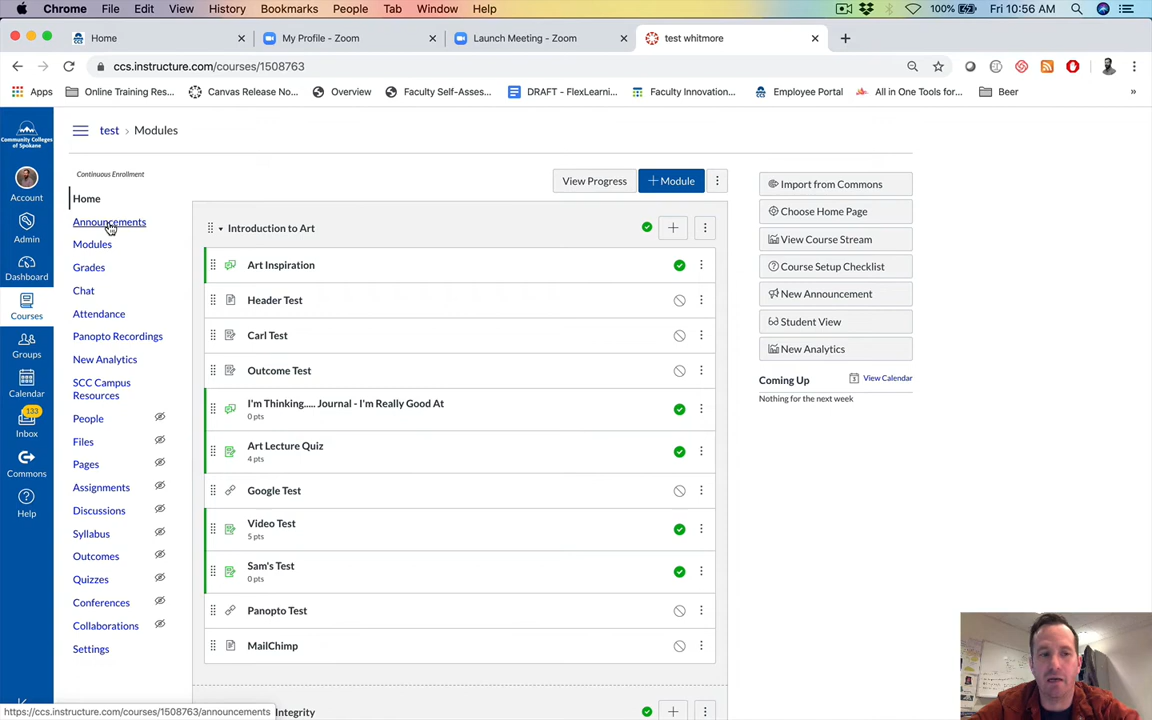 Chrome File Edit View History Bookmarks People Tab Window Help 100% Fri 10:56 AM
Home My Profile - Zoom Launch Meeting - Zoom test whitmore
ccs.instructure.com/courses/1508763
Apps Online Training Res... Canvas Release No... Overview Faculty Self-Asses... DRAFT - FlexLearni... Faculty Innovation... Employee Portal All in One Tools for... Beer »
Community Colleges of Spokane
Account
Admin
Dashboard
Courses
Groups
Calendar
133
Inbox
Commons
Help
test › Modules
Continuous Enrollment
Home
Announcements
Modules
Grades
Chat
Attendance
Panopto Recordings
New Analytics
SCC Campus
Resources
People
Files
Pages
Assignments
Discussions
Syllabus
Outcomes
Quizzes
Conferences
Collaborations
Settings
View Progress + Module
Introduction to Art
Art Inspiration
Header Test
Carl Test
Outcome Test
I'm Thinking..... Journal - I'm Really Good At
0 pts
Art Lecture Quiz
4 pts
Google Test
Video Test
5 pts
Sam's Test
0 pts
Panopto Test
MailChimp
Integrity
Import from Commons
Choose Home Page
View Course Stream
Course Setup Checklist
New Announcement
Student View
New Analytics
Coming Up View Calendar
Nothing for the next week
https://ccs.instructure.com/courses/1508763/announcements